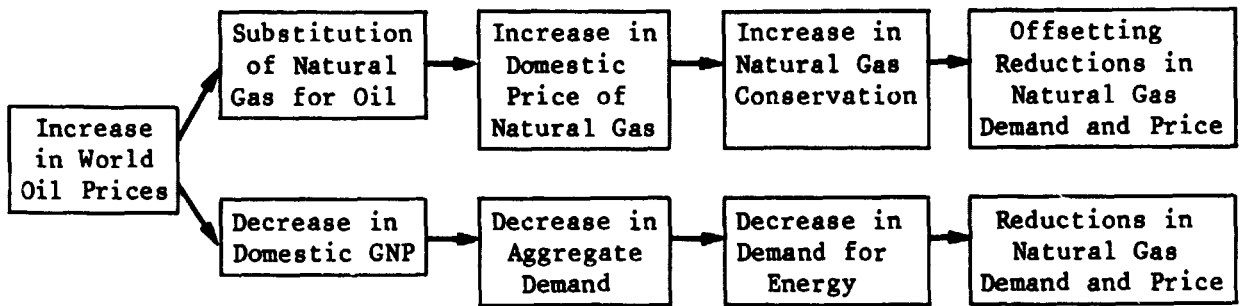 Increase
in World
Oil Prices
Substitution
of Natural
Gas for Oil
Increase in
Domestic
Price of
Natural Gas
Increase in
Natural Gas
Conservation
Offsetting
Reductions in
Natural Gas
Demand and Price
Decrease in
Domestic GNP
Decrease in
Aggregate
Demand
Decrease in
Demand for
Energy
Reductions in
Natural Gas
Demand and Price